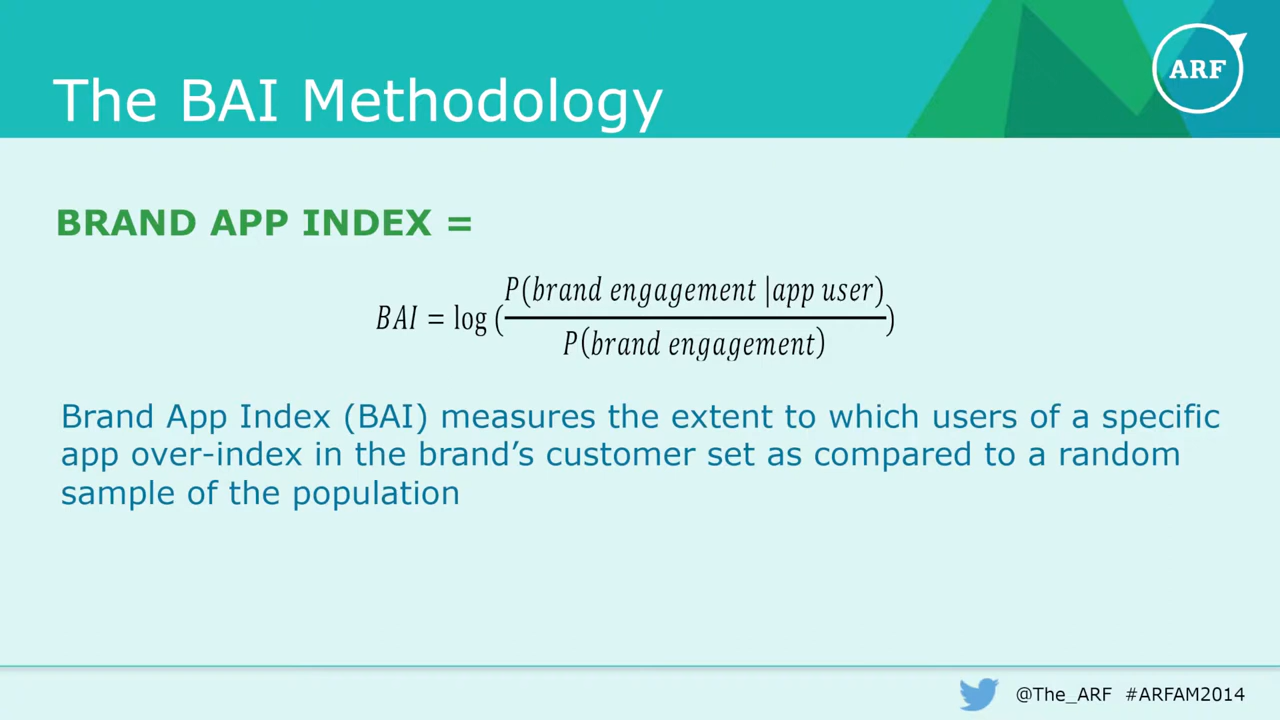 The BAI Methodology
ARF
BRAND APP INDEX =
BAI = log (P(brand engagement |app user) / P(brand engagement))
Brand App Index (BAI) measures the extent to which users of a specific
app over-index in the brand’s customer set as compared to a random
sample of the population
@The_ARF #ARFAM2014